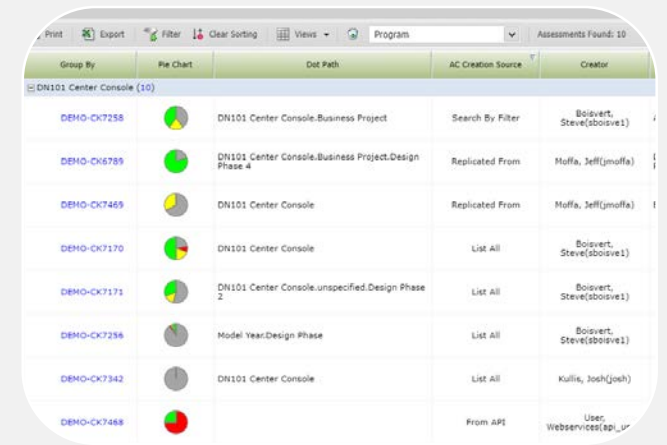 Print Export Filter Clear Sorting Views Program Assessments Found: 10
Group By Pie Chart Dot Path AC Creation Source Creator
DN101 Center Console (10)
DEMO-CK7258 DN101 Center Console.Business Project Search By Filter Boisvert,
Steve(sboisve1)
DEMO-CK6789 DN101 Center Console.Business Project.Design
Phase 4 Replicated From Moffa, Jeff(jmoffa)
DEMO-CK7469 DN101 Center Console Replicated From Moffa, Jeff(jmoffa)
DEMO-CK7170 DN101 Center Console List All Boisvert,
Steve(sboisve1)
DEMO-CK7171 DN101 Center Console.unspecified.Design Phase
2 List All Boisvert,
Steve(sboisve1)
DEMO-CK7256 Model Year.Design Phase List All Boisvert,
Steve(sboisve1)
DEMO-CK7342 DN101 Center Console List All Kullis, Josh(josh)
DEMO-CK7468 From API User,